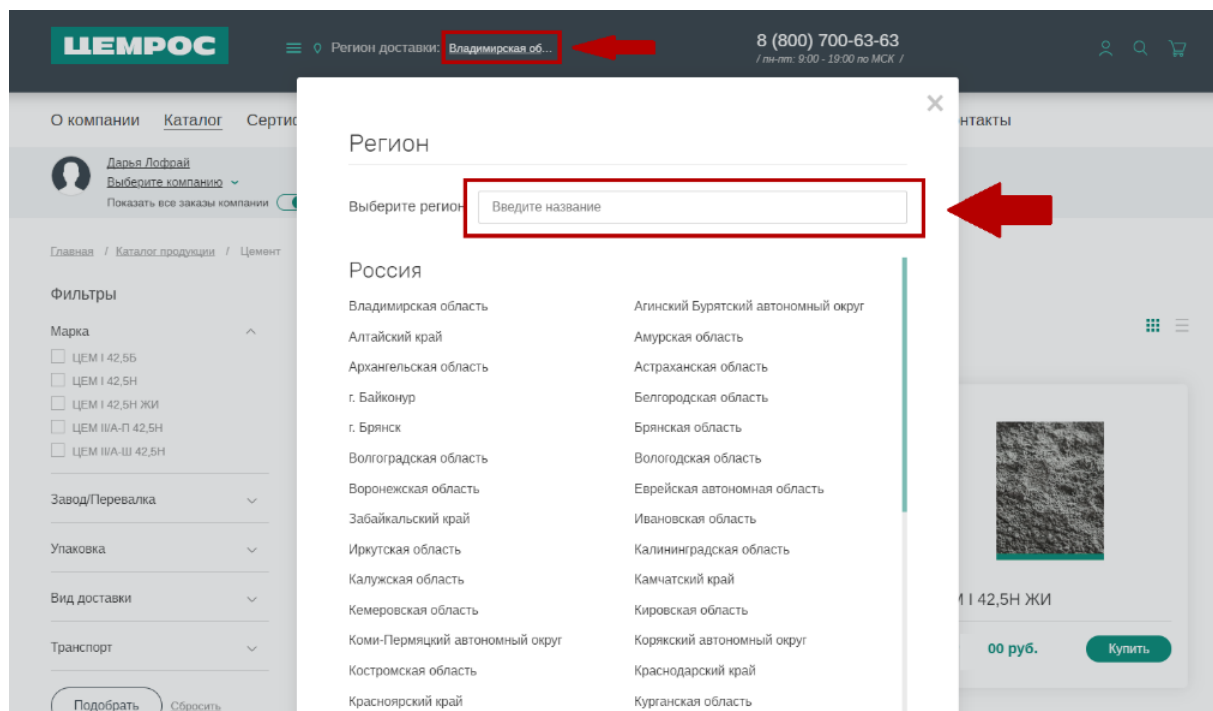 ЦЕМРОС
Регион доставки: Владимирская об...
8 (800) 700-63-63
/ пн-пт: 9:00 - 19:00 по МСК /
О компании Каталог
Регион
Дарья Лофрай
Выберите компанию
Показать все заказы компании
Выберите регион
Введите название
Главная / Каталог продукции / Цемент
Россия
Владимирская область Агинский Бурятский автономный округ
Алтайский край Амурская область
Архангельская область Астраханская область
г. Байконур Белгородская область
г. Брянск Брянская область
Волгоградская область Вологодская область
Воронежская область Еврейская автономная область
Забайкальский край Ивановская область
Иркутская область Калининградская область
Калужская область Камчатский край
Кемеровская область Кировская область
Коми-Пермяцкий автономный округ Корякский автономный округ
Костромская область Краснодарский край
Красноярский край Курганская область
Фильтры
Марка
ЦЕМ I 42,5Б
ЦЕМ I 42,5Н
ЦЕМ I 42,5Н ЖИ
ЦЕМ II/А-П 42,5Н
ЦЕМ II/А-Ш 42,5Н
Завод/Перевалка
Упаковка
Вид доставки
Транспорт
Подобрать Сбросить
I 42,5Н ЖИ
00 руб. Купить